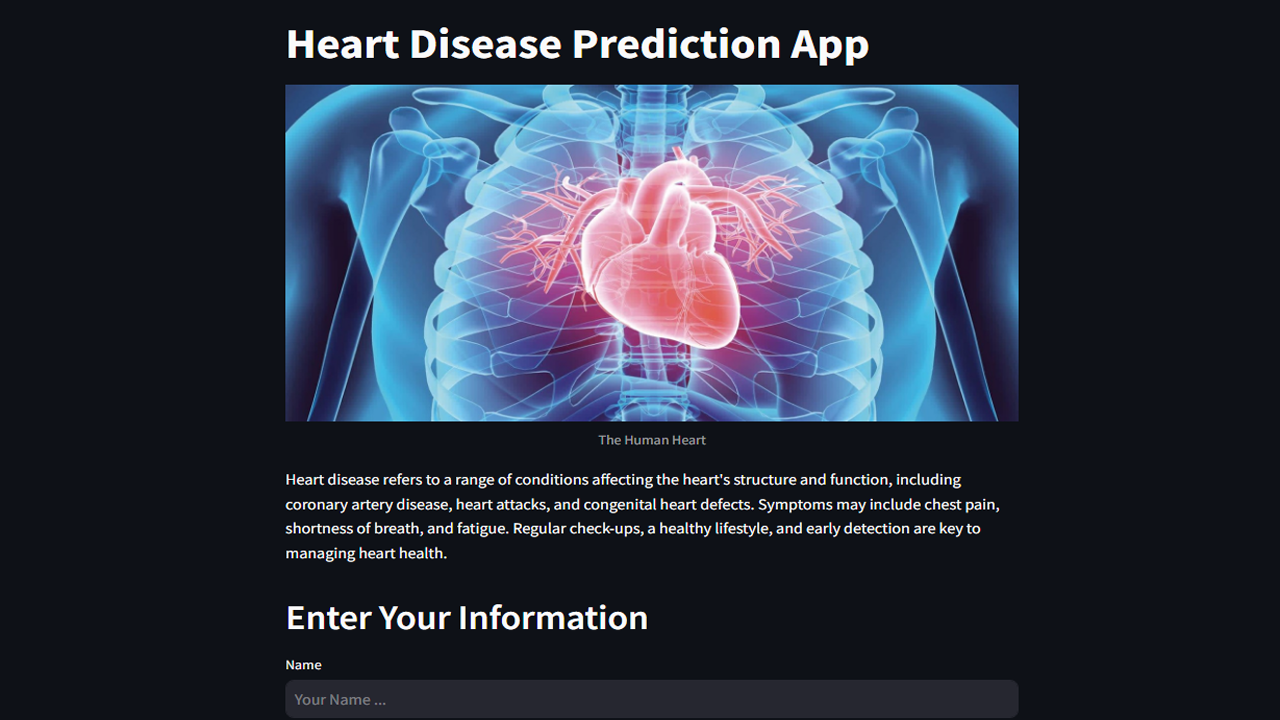 Heart Disease Prediction App
The Human Heart
Heart disease refers to a range of conditions affecting the heart's structure and function, including
coronary artery disease, heart attacks, and congenital heart defects. Symptoms may include chest pain,
shortness of breath, and fatigue. Regular check-ups, a healthy lifestyle, and early detection are key to
managing heart health.
Enter Your Information
Name
Your Name ...